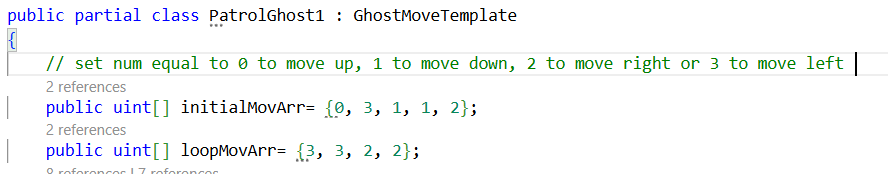 public partial class PatrolGhost1 : GhostMoveTemplate
{
// set num equal to 0 to move up, 1 to move down, 2 to move right or 3 to move left
2 references
public uint[] initialMovArr= {0, 3, 1, 1, 2};
2 references
public uint[] loopMovArr= {3, 3, 2, 2};
8 references | 7 references